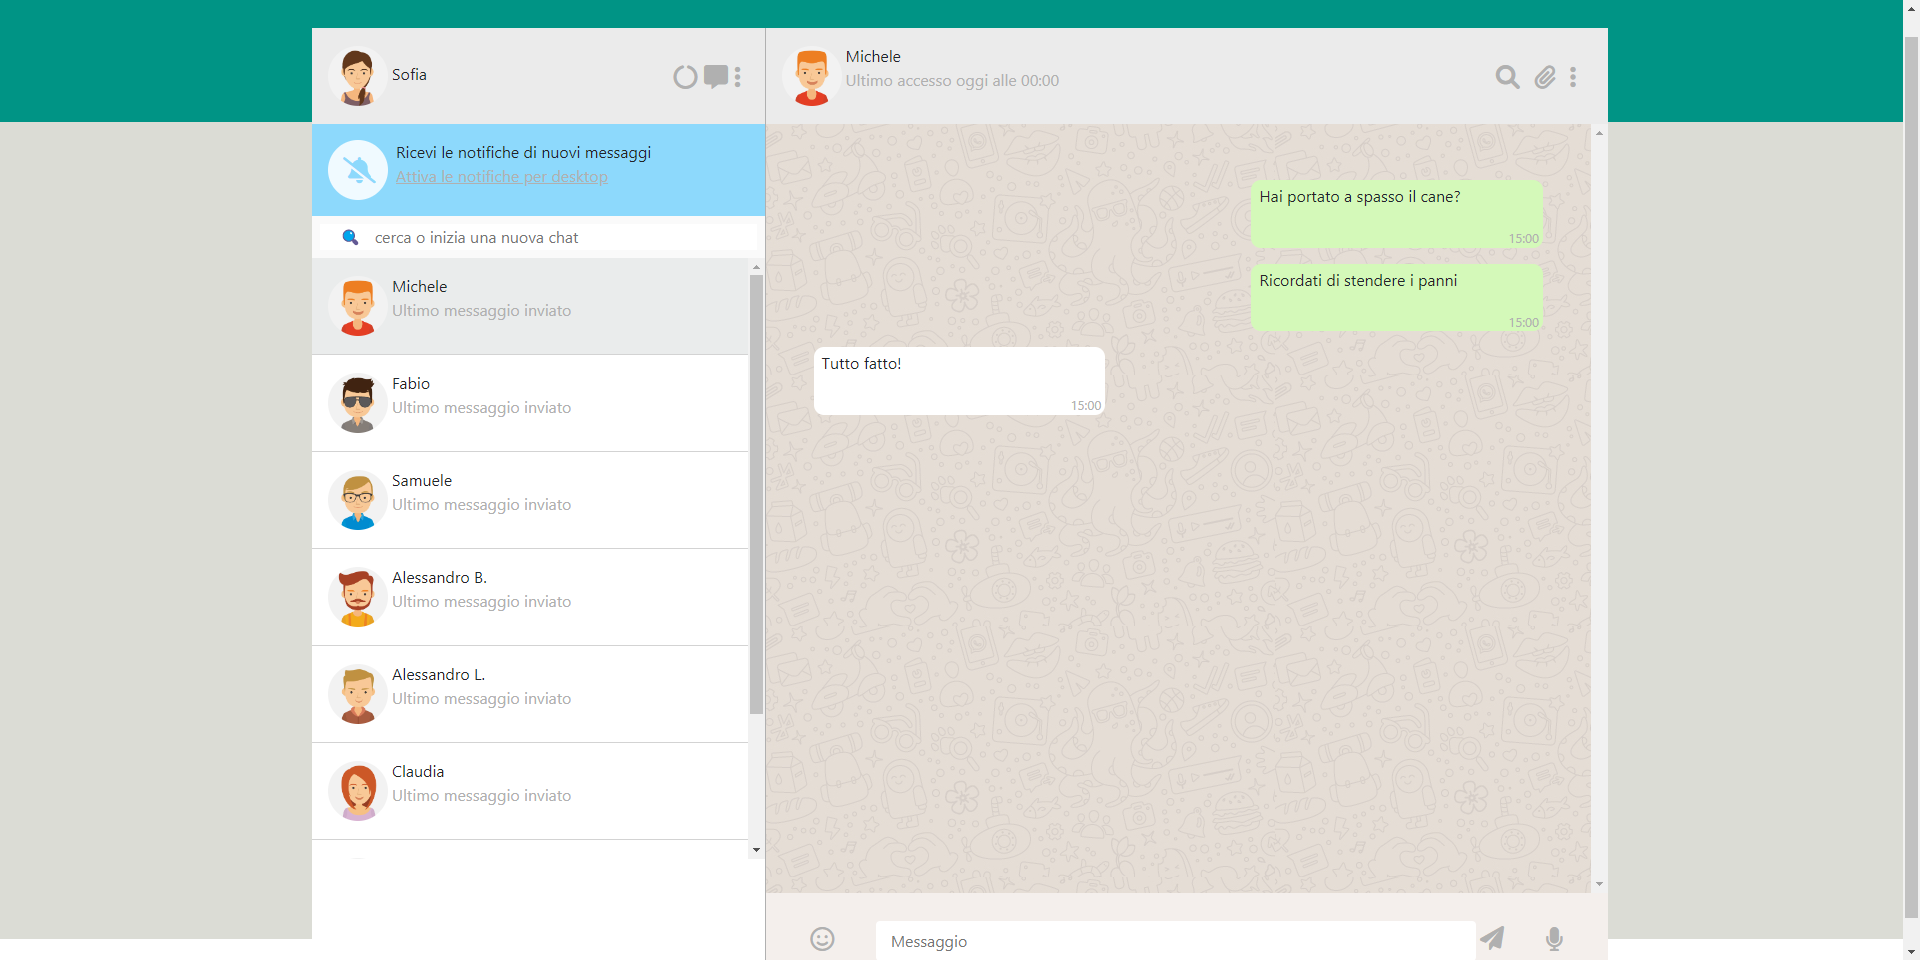 Sofia
Ricevi le notifiche di nuovi messaggi
Attiva le notifiche per desktop
cerca o inizia una nuova chat
Michele
Ultimo messaggio inviato
Fabio
Ultimo messaggio inviato
Samuele
Ultimo messaggio inviato
Alessandro B.
Ultimo messaggio inviato
Alessandro L.
Ultimo messaggio inviato
Claudia
Ultimo messaggio inviato
Michele
Ultimo accesso oggi alle 00:00
Hai portato a spasso il cane?
15:00
Ricordati di stendere i panni
15:00
Tutto fatto!
15:00
Messaggio